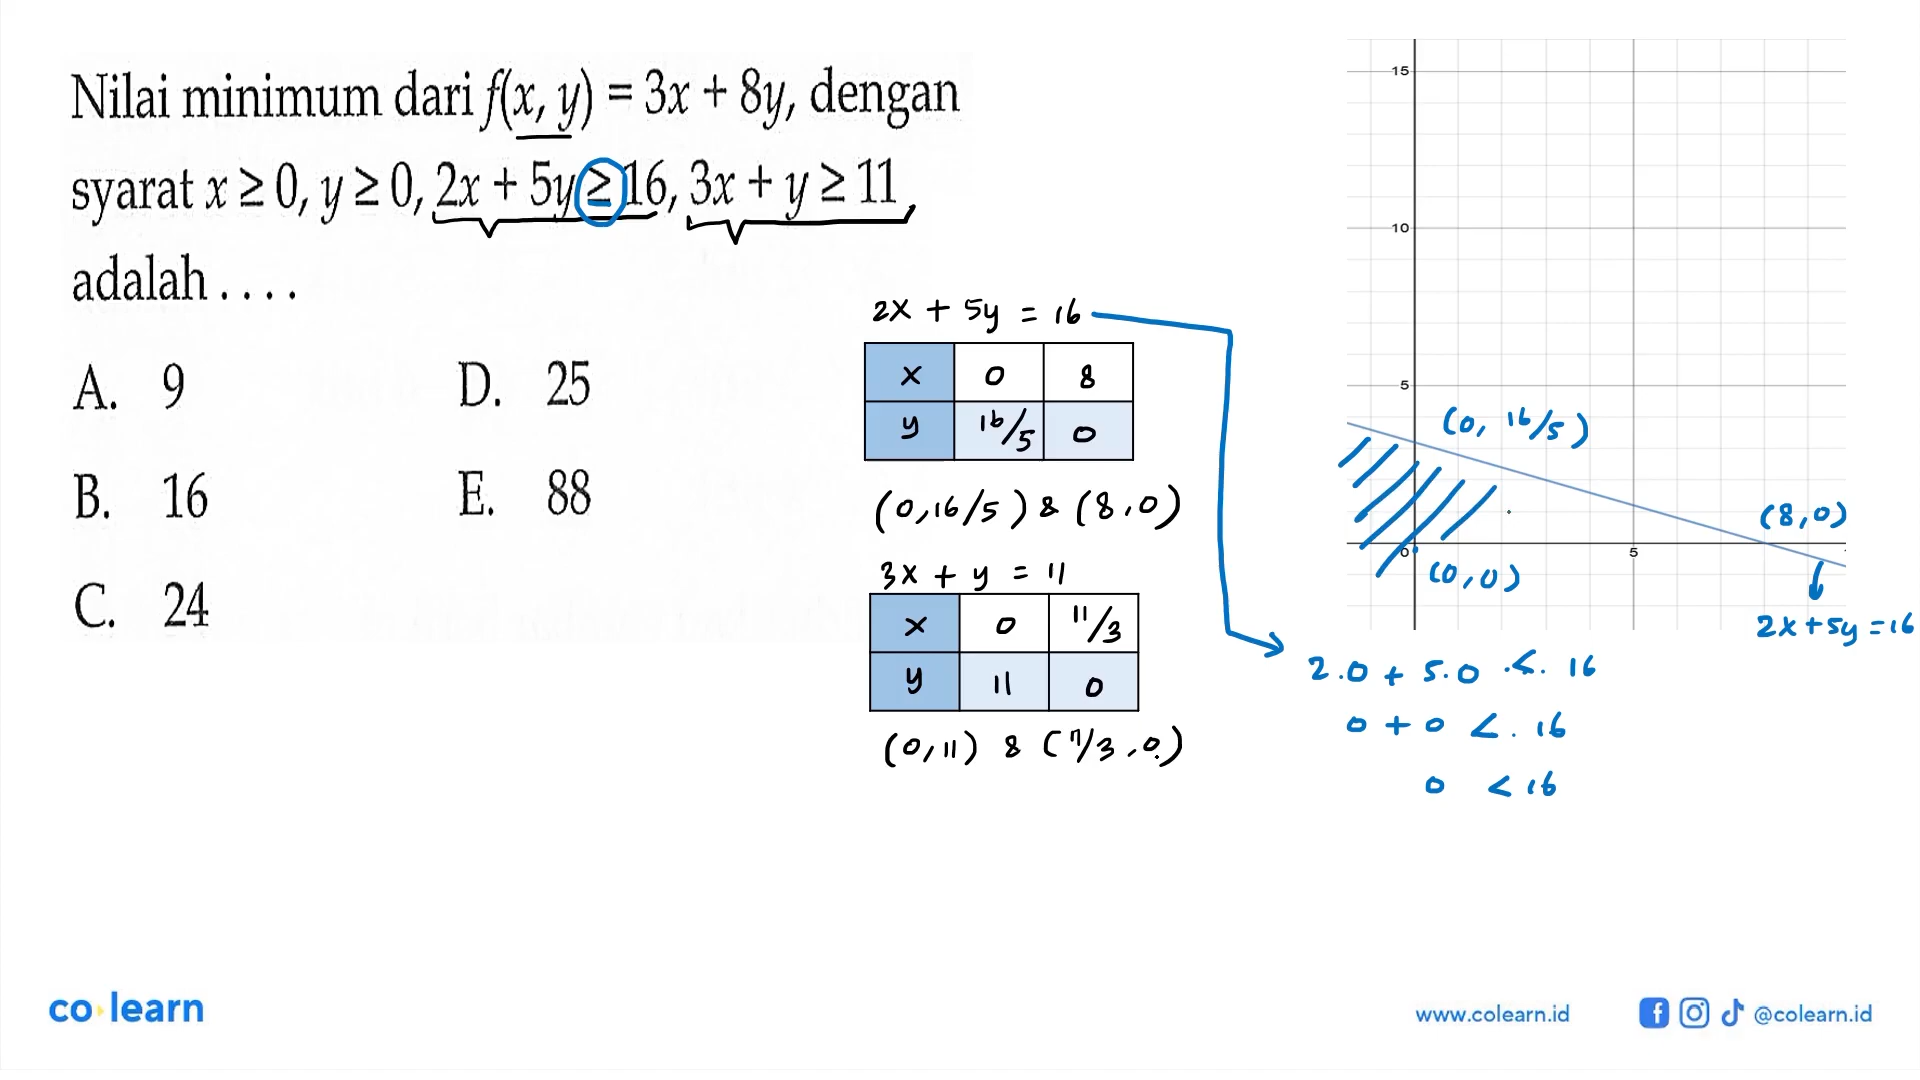 Nilai minimum dari f(x, y) = 3x + 8y, dengan
syarat x ≥ 0, y ≥ 0, 2x + 5y ≥ 16, 3x + y ≥ 11,
adalah . . . .
A. 9
B. 16
C. 24
D. 25
E. 88
2x + 5y = 16
x 0 8
y 16/5 0
(0,16/5) & (8,0)
3x + y = 11
x 0 11/3
y 11 0
(0,11) & (11/3,0)
15
10
5
0
5
(0, 16/5)
(8,0)
(0,0)
2x+5y=16
2.0 + 5.0 .<. 16
0 + 0 <. 16
0 < 16
co learn
www.colearn.id
@colearn.id